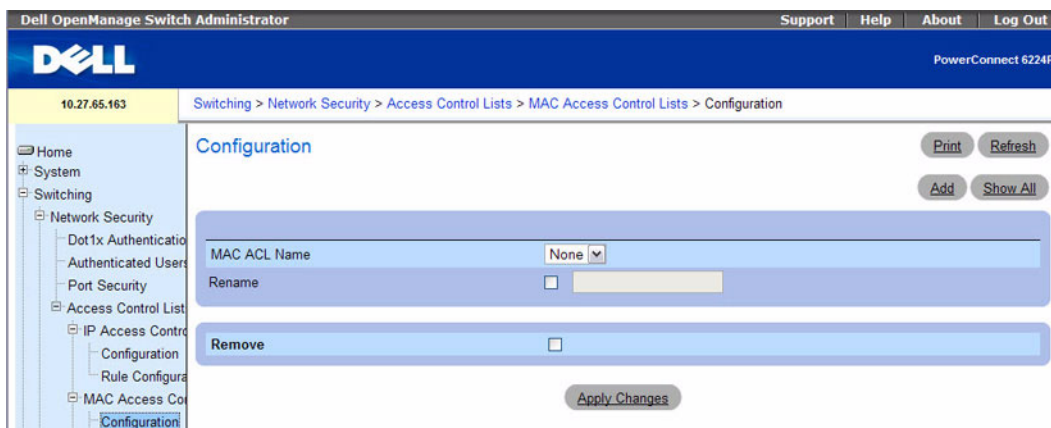 Dell OpenManage Switch Administrator Support Help About Log Out
DELL
PowerConnect 6224P
10.27.65.163
Switching > Network Security > Access Control Lists > MAC Access Control Lists > Configuration
Home
System
Switching
Network Security
Dot1x Authenticatio
Authenticated Users
Port Security
Access Control List
IP Access Contro
Configuration
Rule Configura
MAC Access Co
Configuration
Configuration
Print Refresh
Add Show All
MAC ACL Name None
Rename
Remove
Apply Changes